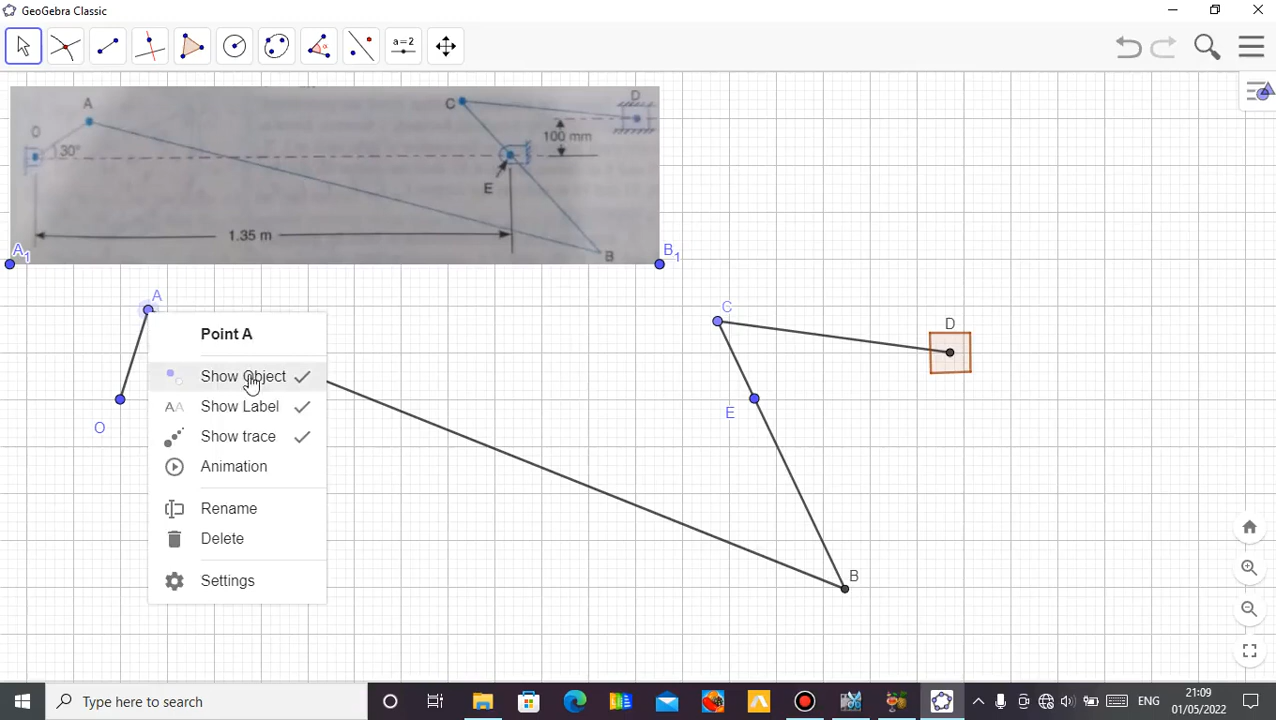 GeoGebra Classic
a=2
A
C
D
O
30°
100 mm
E
1.35 m
B
A1
B1
A
C
D
Point A
Show Object
E
AA Show Label
O
Show trace
Animation
Rename
Delete
B
Settings
Type here to search
ENG
21:09
01/05/2022